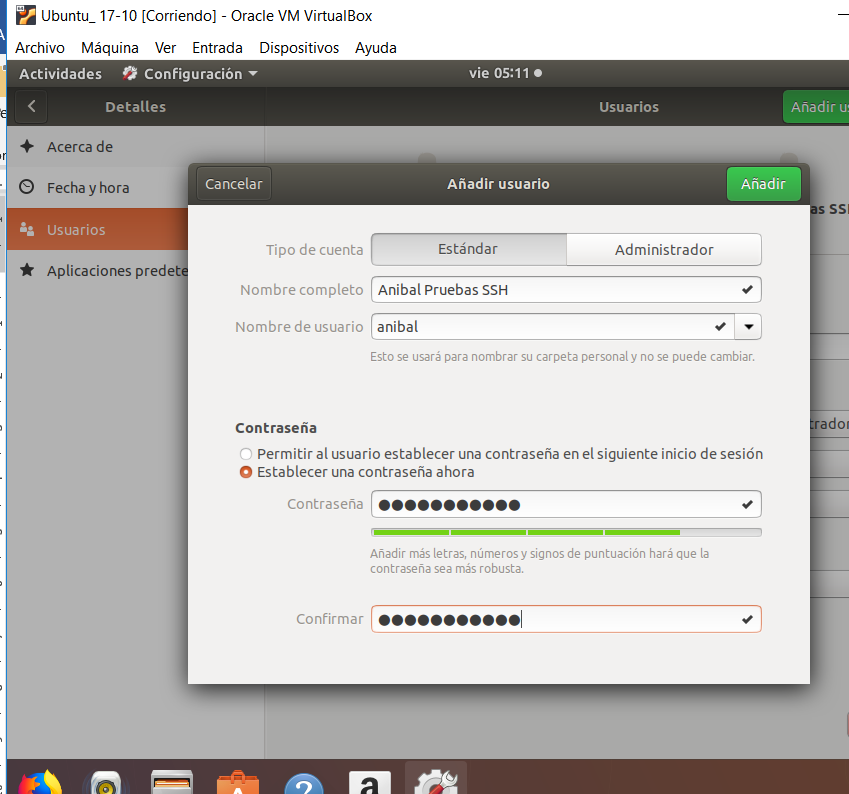 Ubuntu_ 17-10 [Corriendo] - Oracle VM VirtualBox
Archivo Máquina Ver Entrada Dispositivos Ayuda
Actividades Configuración vie 05:11
Detalles Usuarios Añadir us
Acerca de
Fecha y hora
Usuarios
Aplicaciones predete
Cancelar Añadir usuario Añadir
as SS
Tipo de cuenta Estándar Administrador
Nombre completo Anibal Pruebas SSH
Nombre de usuario anibal
Esto se usará para nombrar su carpeta personal y no se puede cambiar.
trador
Contraseña
Permitir al usuario establecer una contraseña en el siguiente inicio de sesión
Establecer una contraseña ahora
Contraseña ●●●●●●●●●●●
Añadir más letras, números y signos de puntuación hará que la
contraseña sea más robusta.
Confirmar ●●●●●●●●●●●
? a